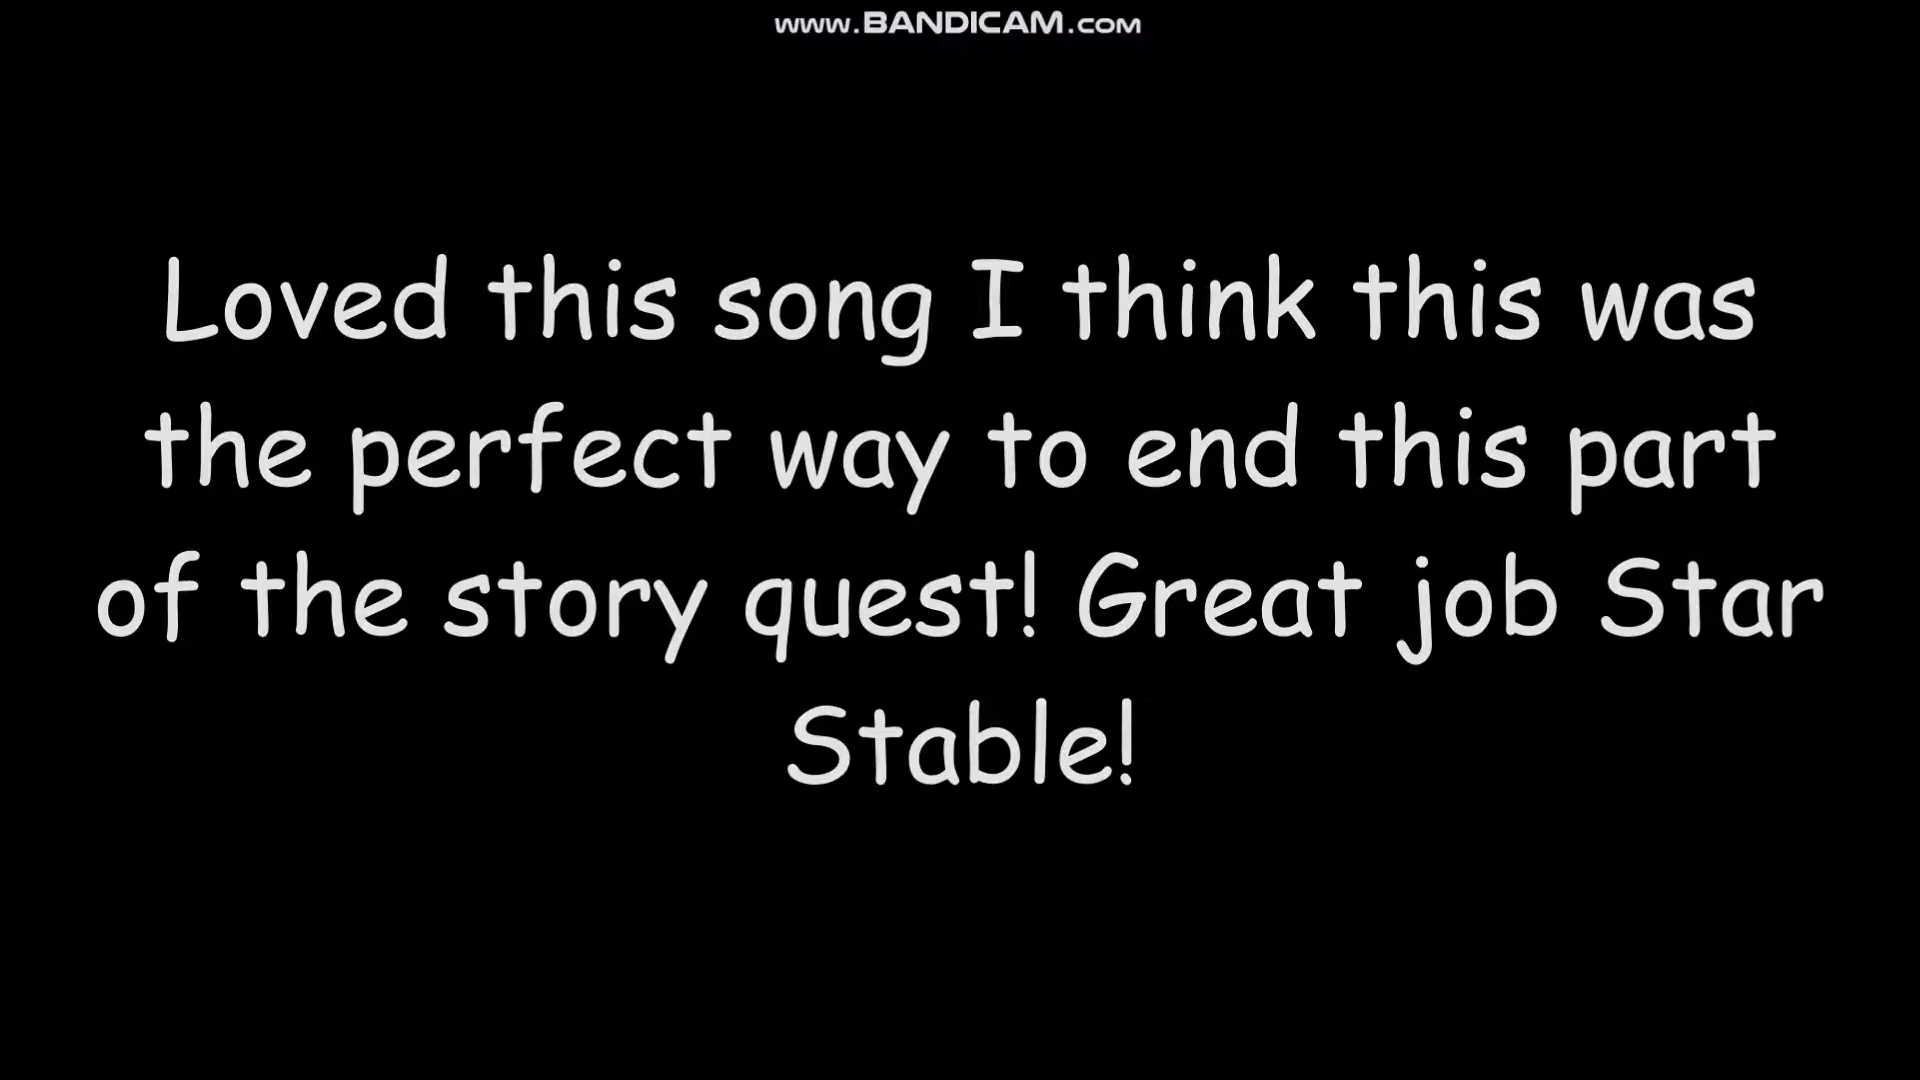 www.BANDICAM.com
Loved this song I think this was
the perfect way to end this part
of the story quest! Great job Star
Stable!